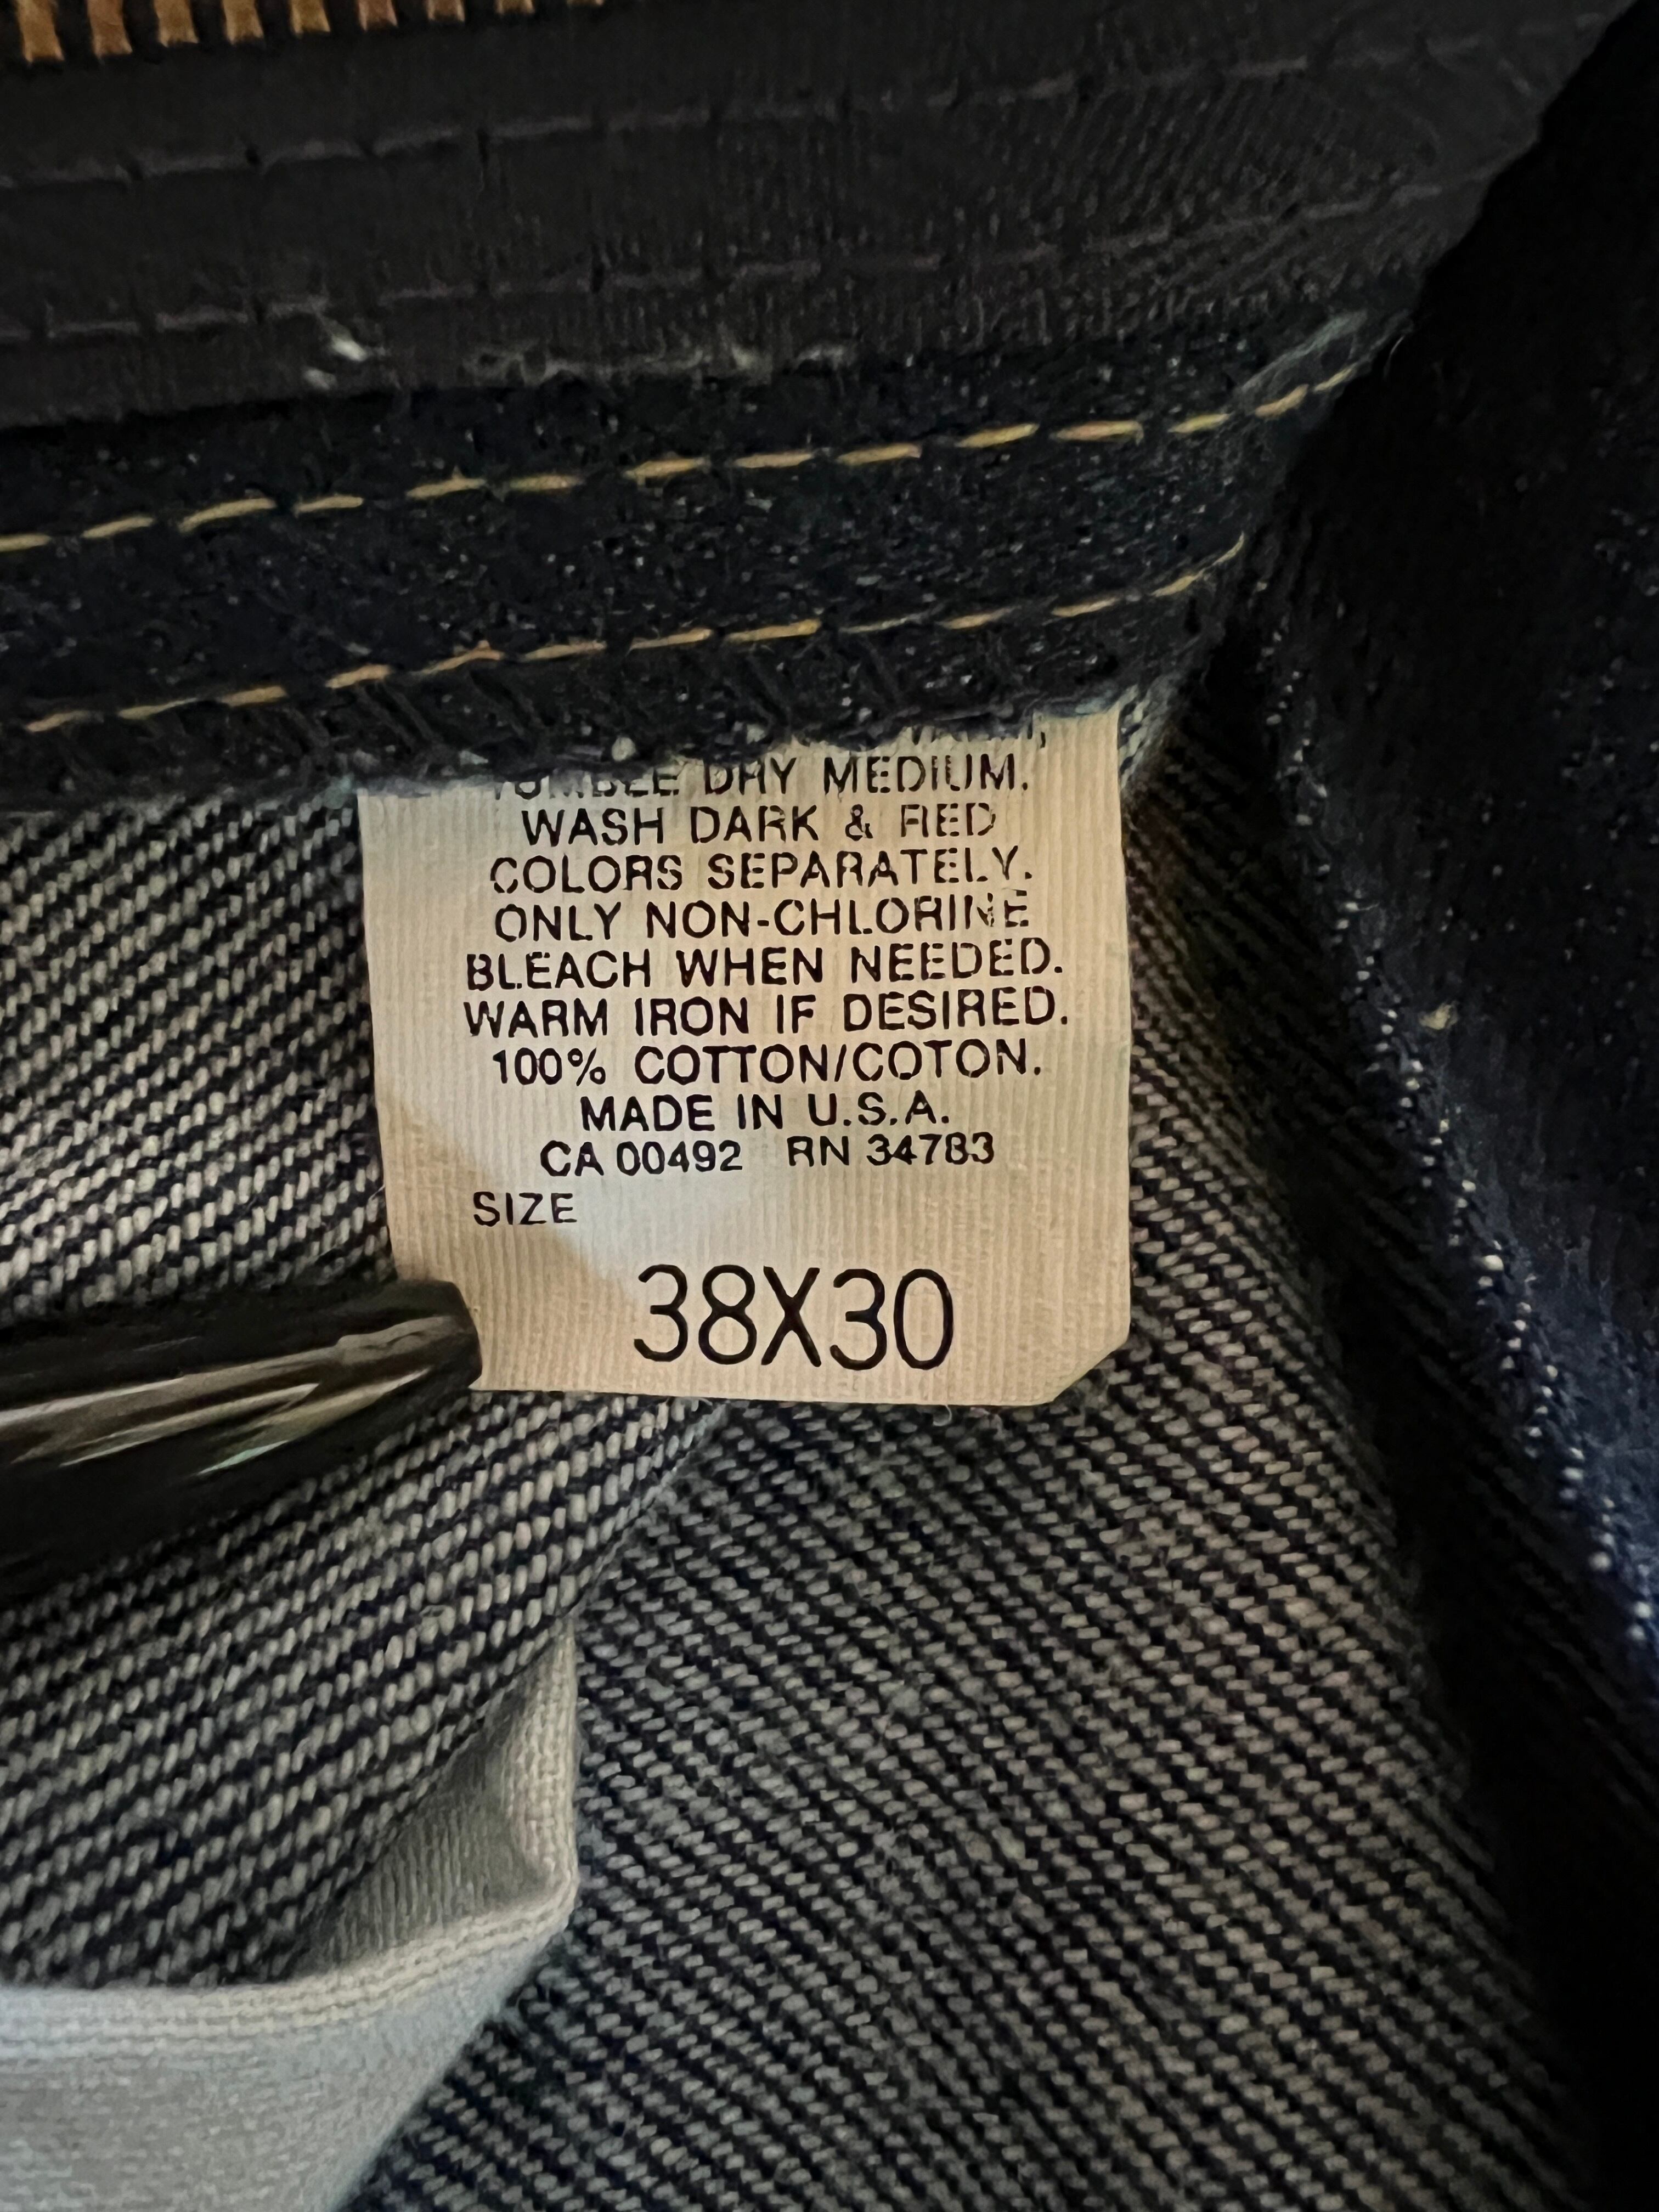 TUMBLE DRY MEDIUM.
WASH DARK & RED
COLORS SEPARATELY.
ONLY NON-CHLORINE
BLEACH WHEN NEEDED.
WARM IRON IF DESIRED.
100% COTTON/COTON.
MADE IN U.S.A.
CA 00492 RN 34783
SIZE
38X30